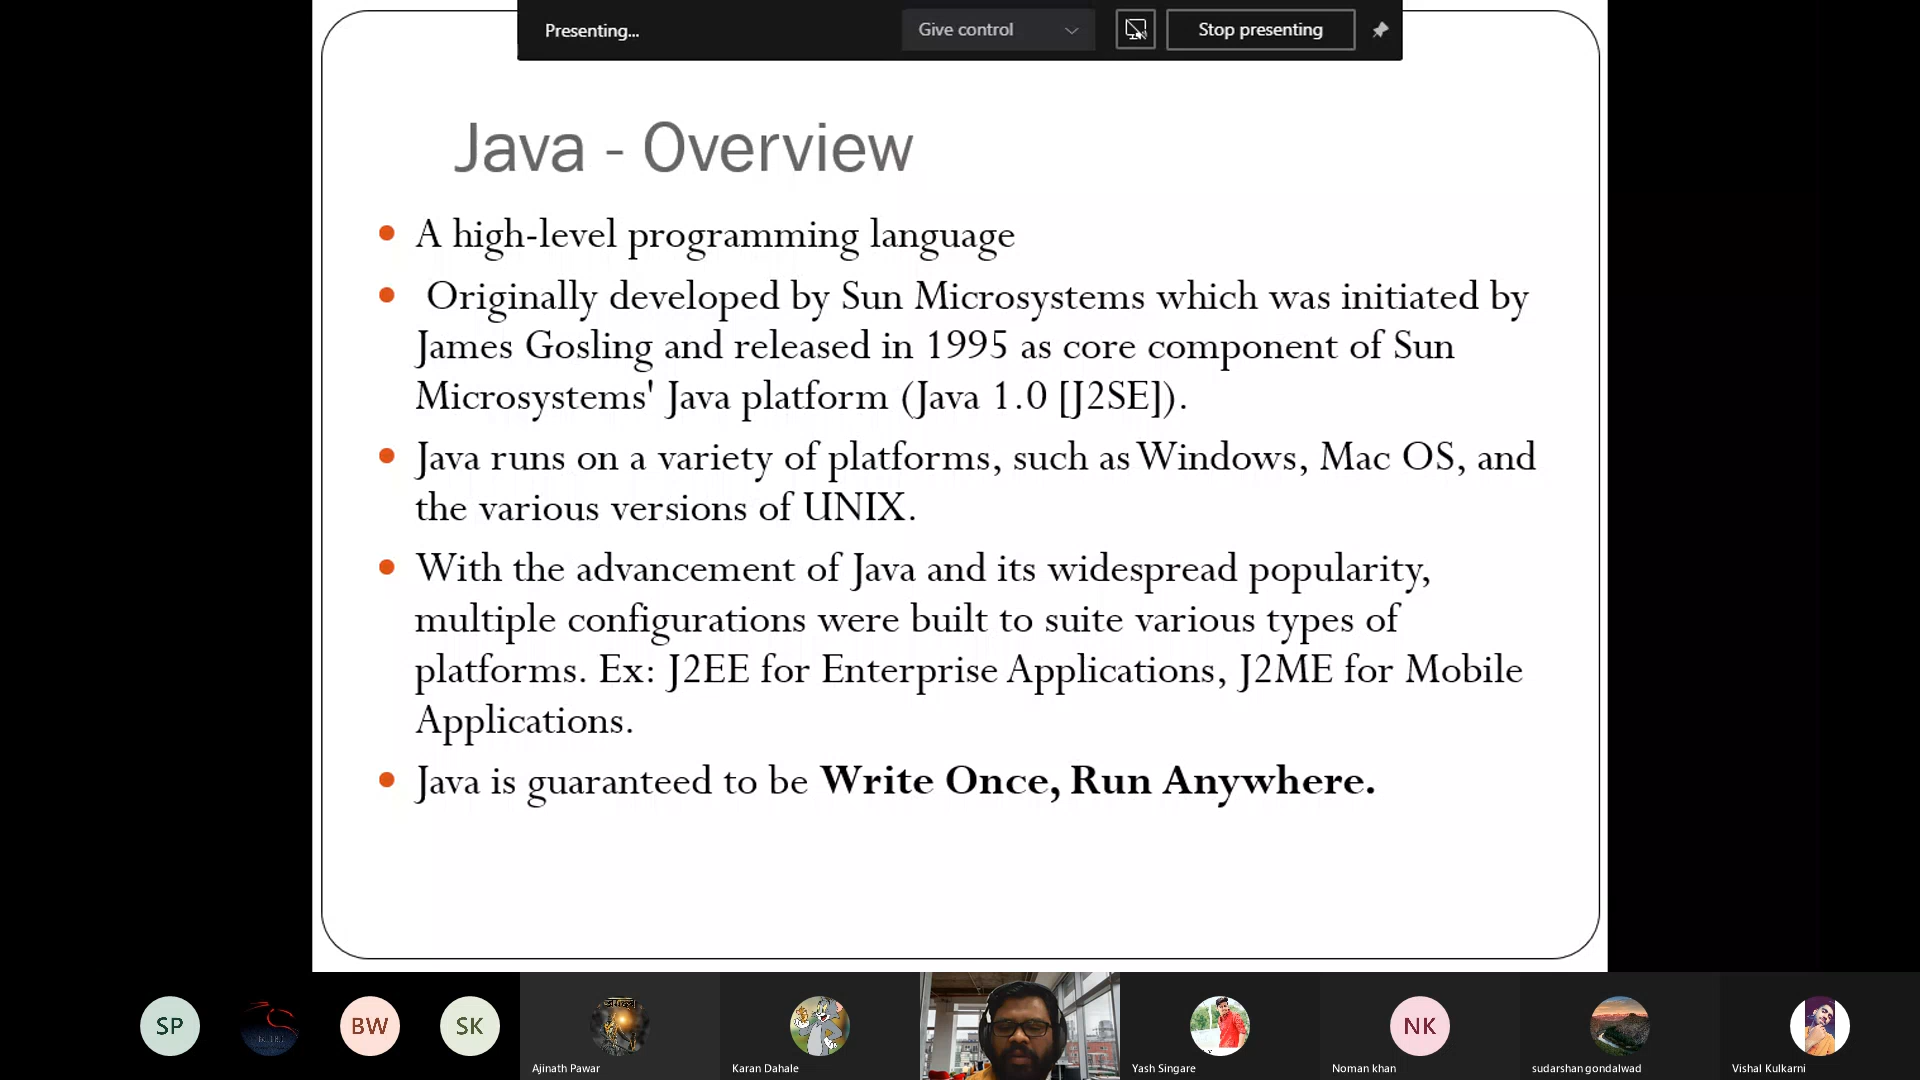 Presenting...
Give control
Stop presenting
Java - Overview
A high-level programming language
Originally developed by Sun Microsystems which was initiated by
James Gosling and released in 1995 as core component of Sun
Microsystems' Java platform (Java 1.0 [J2SE]).
Java runs on a variety of platforms, such as Windows, Mac OS, and
the various versions of UNIX.
With the advancement of Java and its widespread popularity,
multiple configurations were built to suite various types of
platforms. Ex: J2EE for Enterprise Applications, J2ME for Mobile
Applications.
Java is guaranteed to be Write Once, Run Anywhere.
SP
BW
SK
NK
Ajinath Pawar
Karan Dahale
Yash Singare
Noman khan
sudarshan gondalwad
Vishal Kulkarni